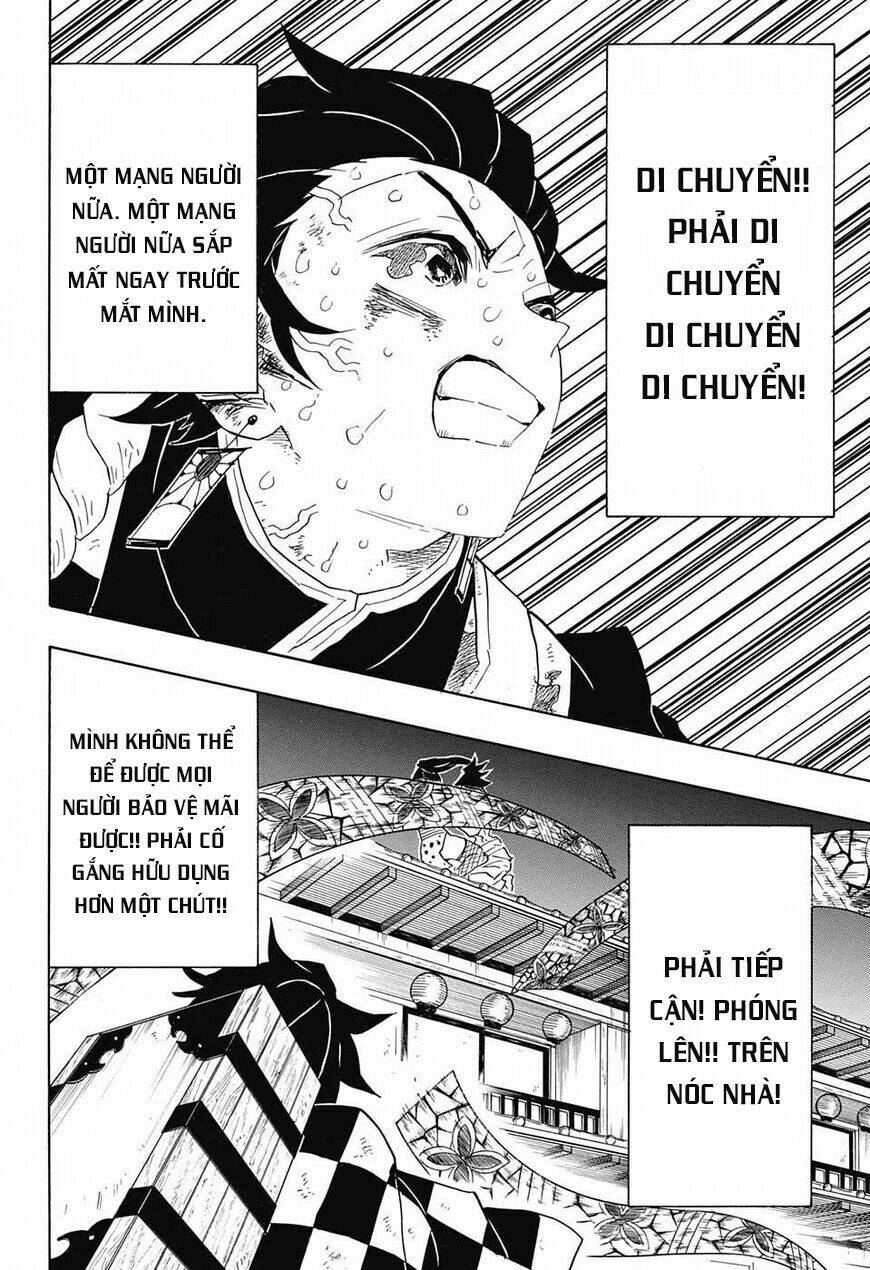 DI CHUYỂN!!
PHẢI DI
CHUYỂN
DI CHUYỂN
DI CHUYỂN!
MỘT MẠNG NGƯỜI
NỮA. MỘT MẠNG
NGƯỜI NỮA SẮP
MẤT NGAY TRƯỚC
MẮT MÌNH.
PHẢI TIẾP
CẬN! PHÓNG
LÊN!! TRÊN
NÓC NHÀ!
MÌNH KHÔNG THỂ
ĐỂ ĐƯỢC MỌI
NGƯỜI BẢO VỆ MÃI
ĐƯỢC!! PHẢI CỐ
GẮNG HỮU DỤNG
HƠN MỘT CHÚT!!